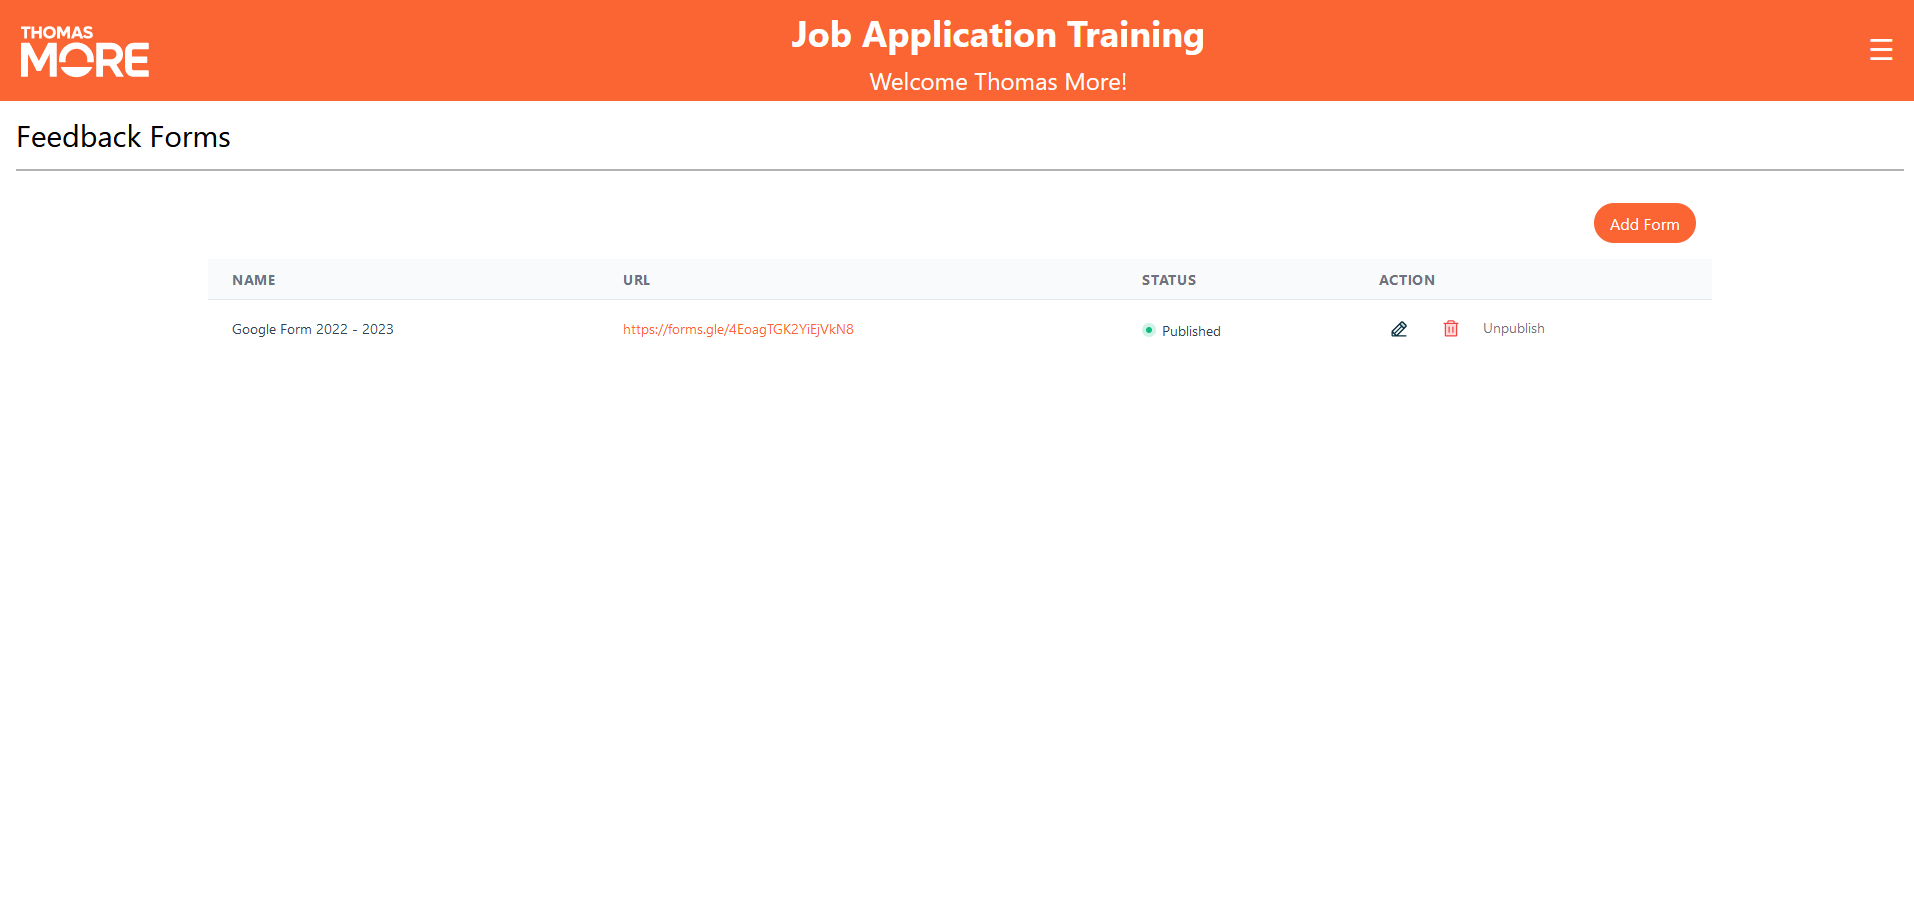 THOMAS
MORE
Job Application Training
Welcome Thomas More!
Feedback Forms
Add Form
NAME URL STATUS ACTION
Google Form 2022 - 2023 https://forms.gle/4EoagTGK2YiEjVkN8 Published Unpublish